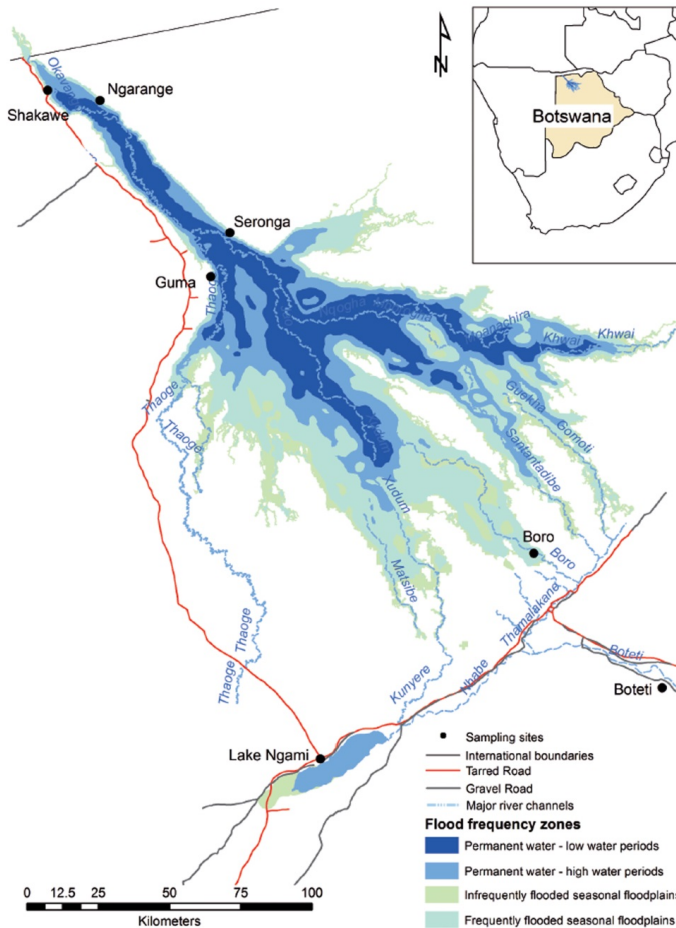 N
Botswana
Okavan
Ngarange
Shakawe
Seronga
Guma
Thaoge
Nqogha
Moanachira
Khwai
Khwai
Thaoge
Thaoge
Gomoti
Santantadibe
Xudum
Boro
Boro
Matsibe
Thamalakane
Thaoge
Thaoge
Kunyere
Nhabe
Boteti
Boteti
Lake Ngami
Sampling sites
International boundaries
Tarred Road
Gravel Road
Major river channels
Flood frequency zones
Permanent water - low water periods
Permanent water - high water periods
Infrequently flooded seasonal floodplains
Frequently flooded seasonal floodplains
0 12.5 25 50 75 100
Kilometers